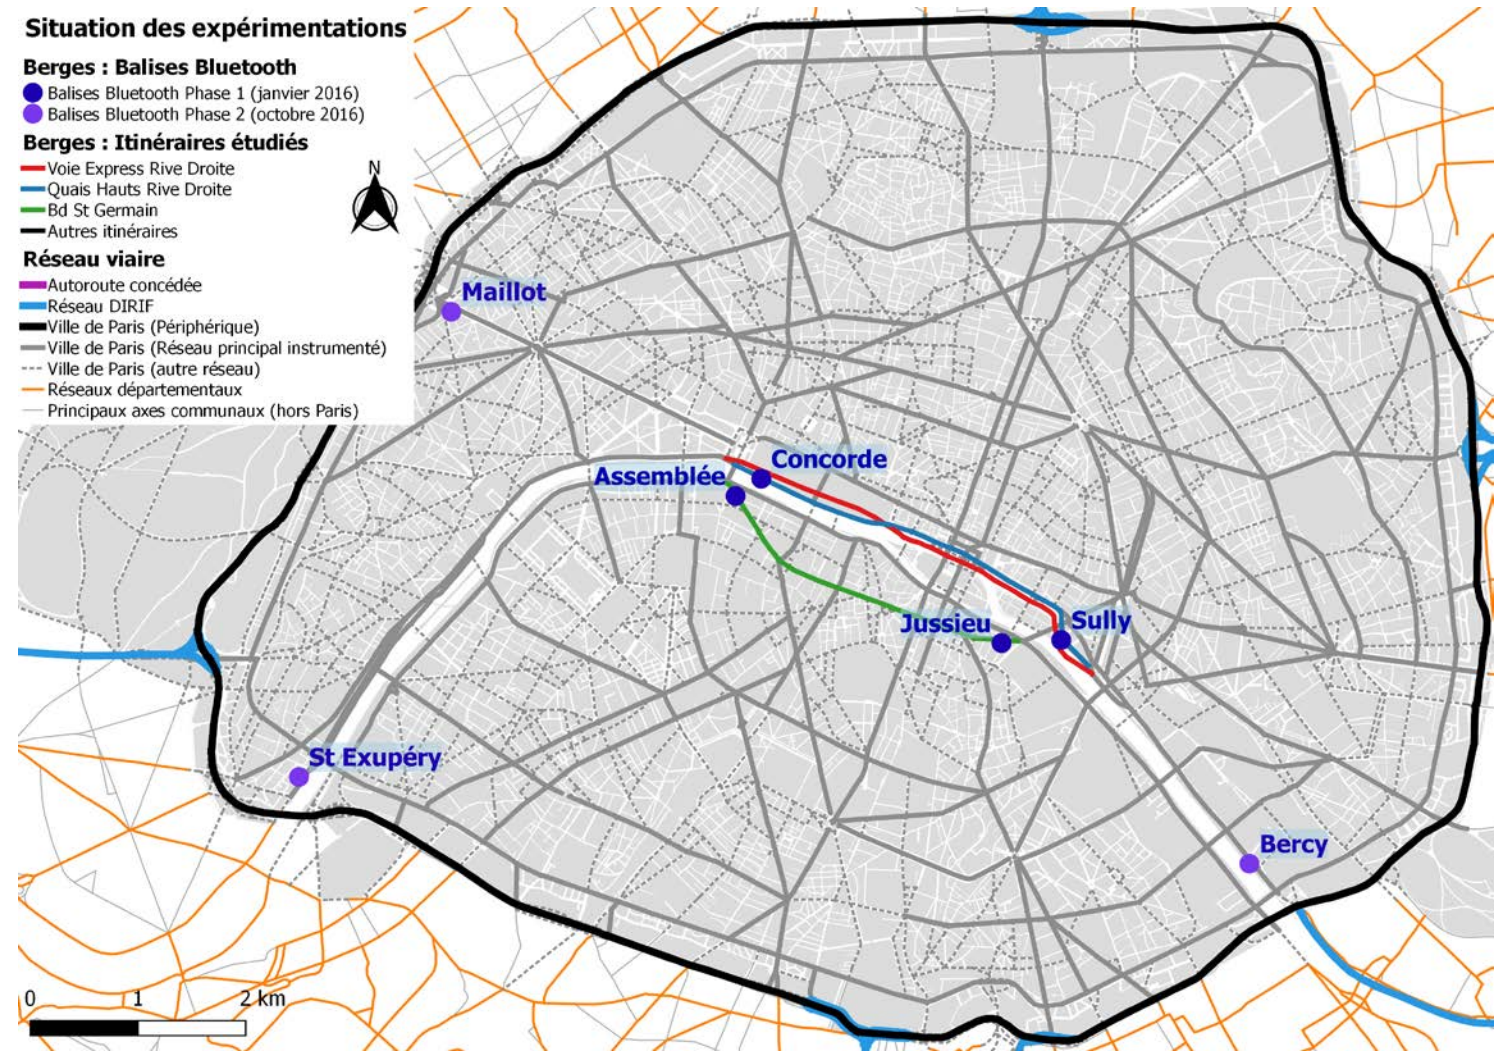 Situation des expérimentations
Berges : Balises Bluetooth
Balises Bluetooth Phase 1 (janvier 2016)
Balises Bluetooth Phase 2 (octobre 2016)
Berges : Itinéraires étudiés
Voie Express Rive Droite
Quais Hauts Rive Droite
Bd St Germain
Autres itinéraires
N
Réseau viaire
Autoroute concédée
Réseau DIRIF
Ville de Paris (Périphérique)
Ville de Paris (Réseau principal instrumenté)
Ville de Paris (autre réseau)
Réseaux départementaux
Principaux axes communaux (hors Paris)
Maillot
Concorde
Assemblée
Jussieu
Sully
St Exupéry
Bercy
0 1 2 km